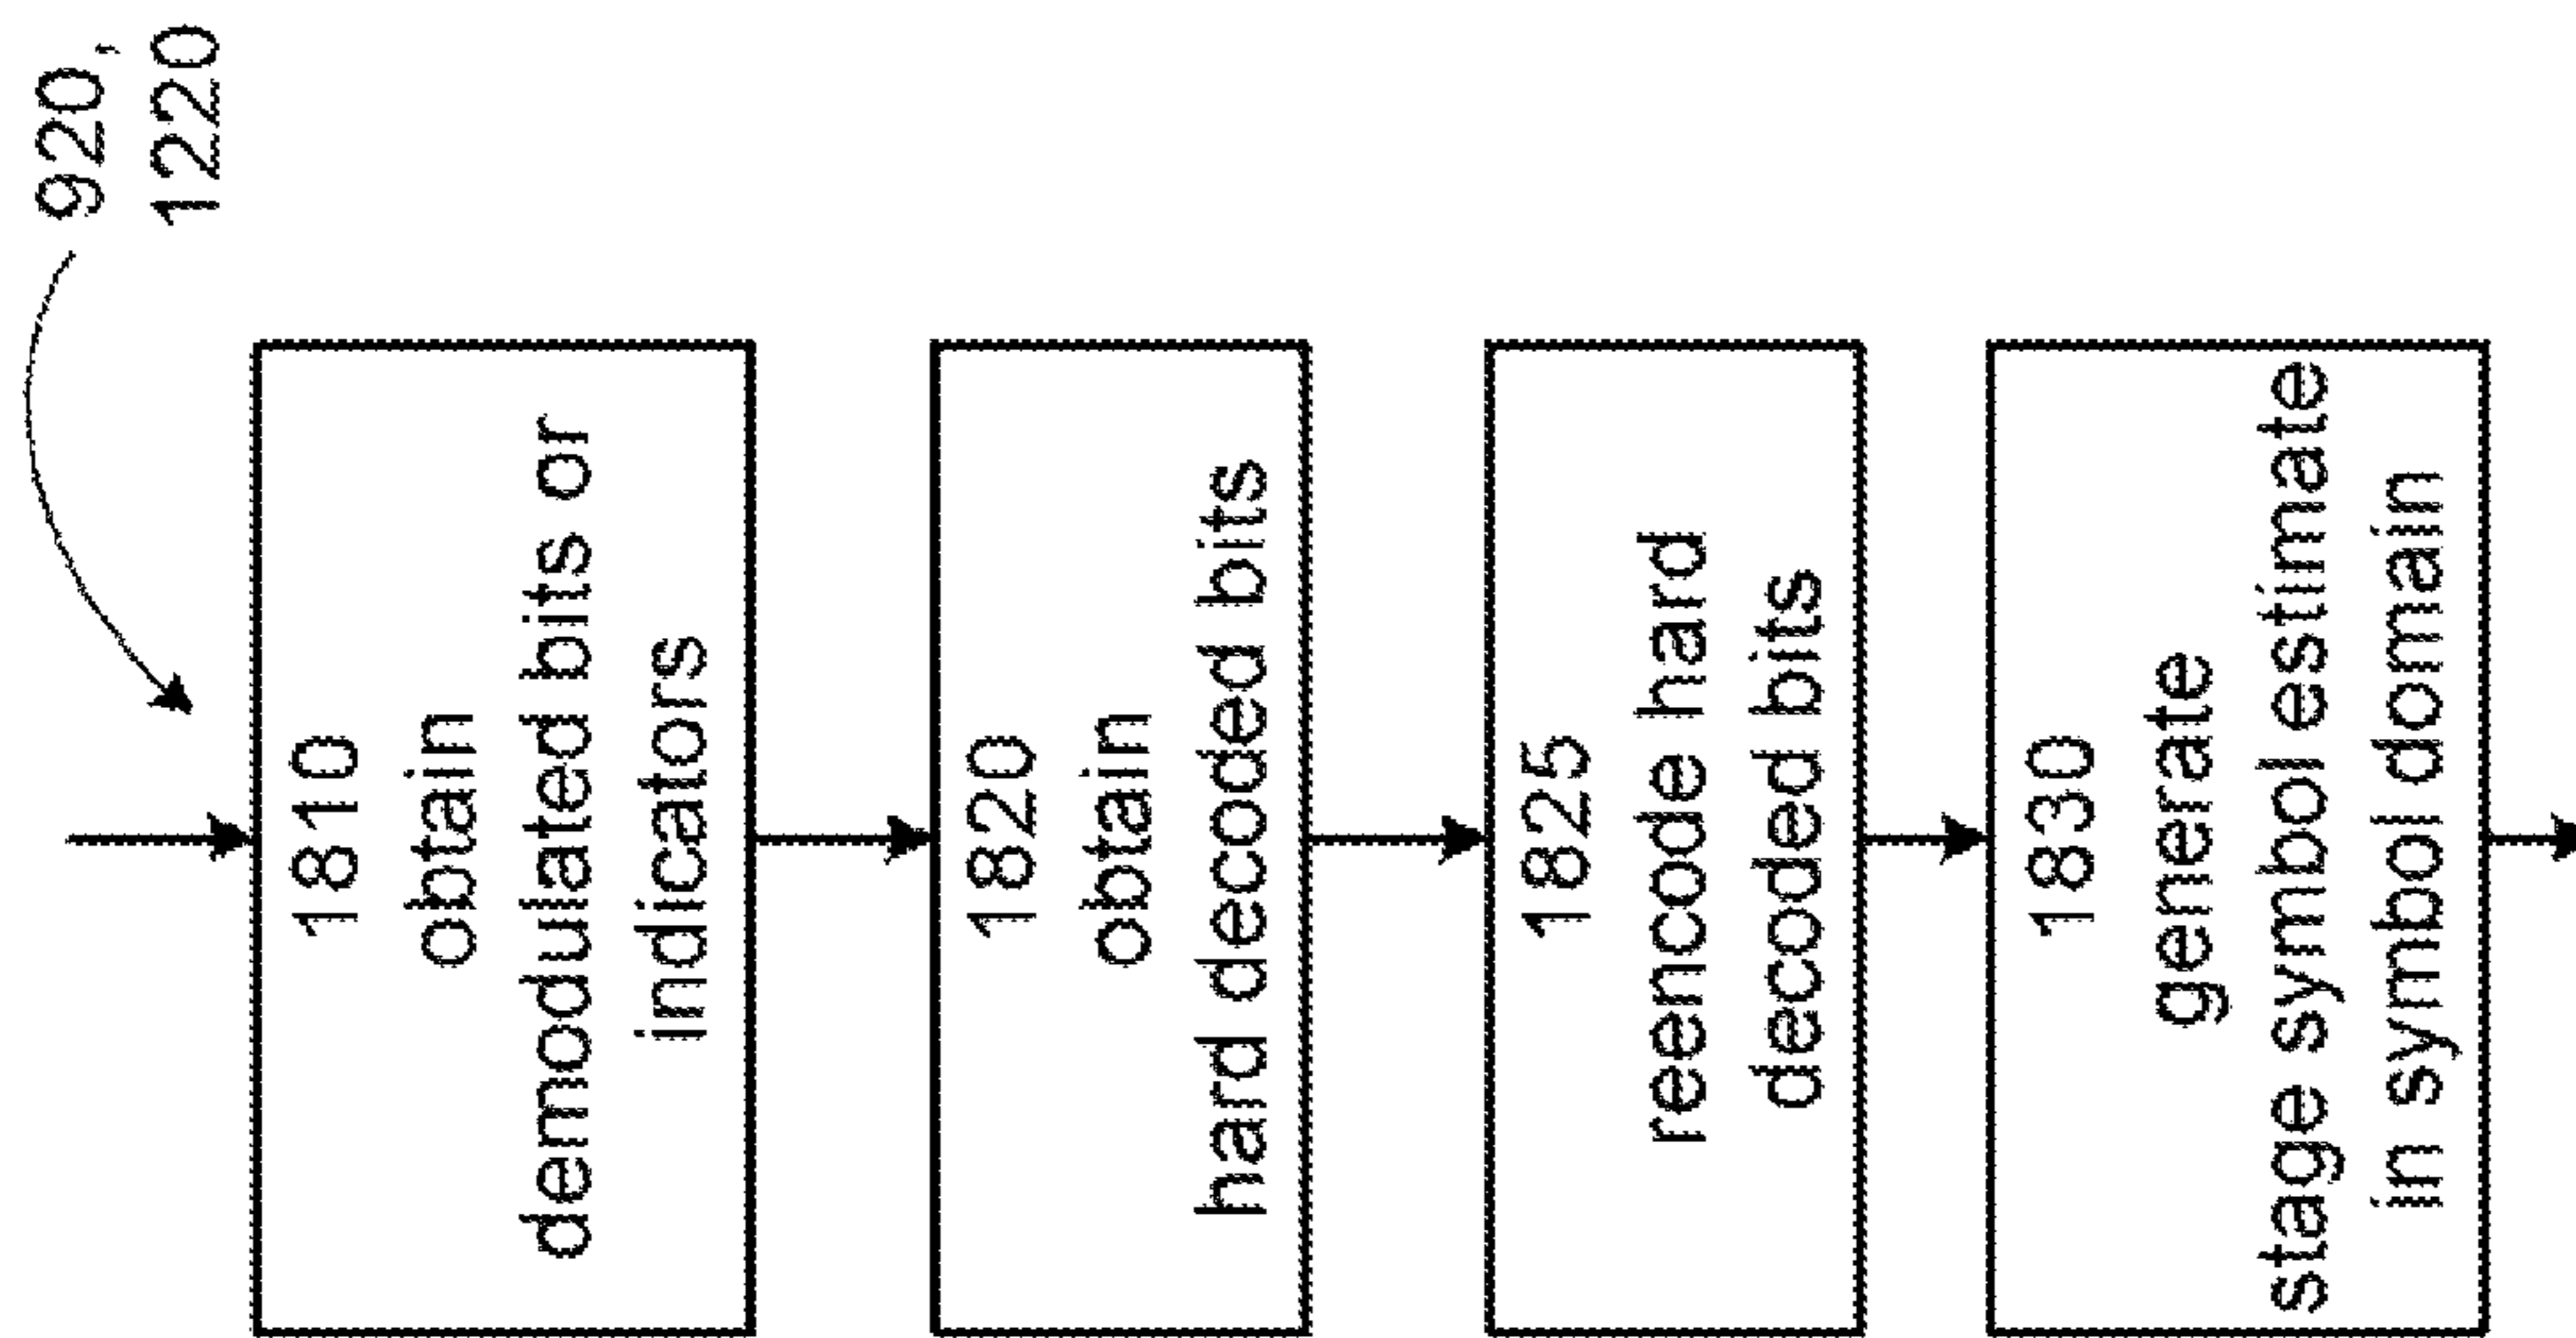 920,
1220
1810
obtain
demodulated bits or
indicators
1820
obtain
hard decoded bits
1825
reencode hard
decoded bits
1830
generate
stage symbol estimate
in symbol domain